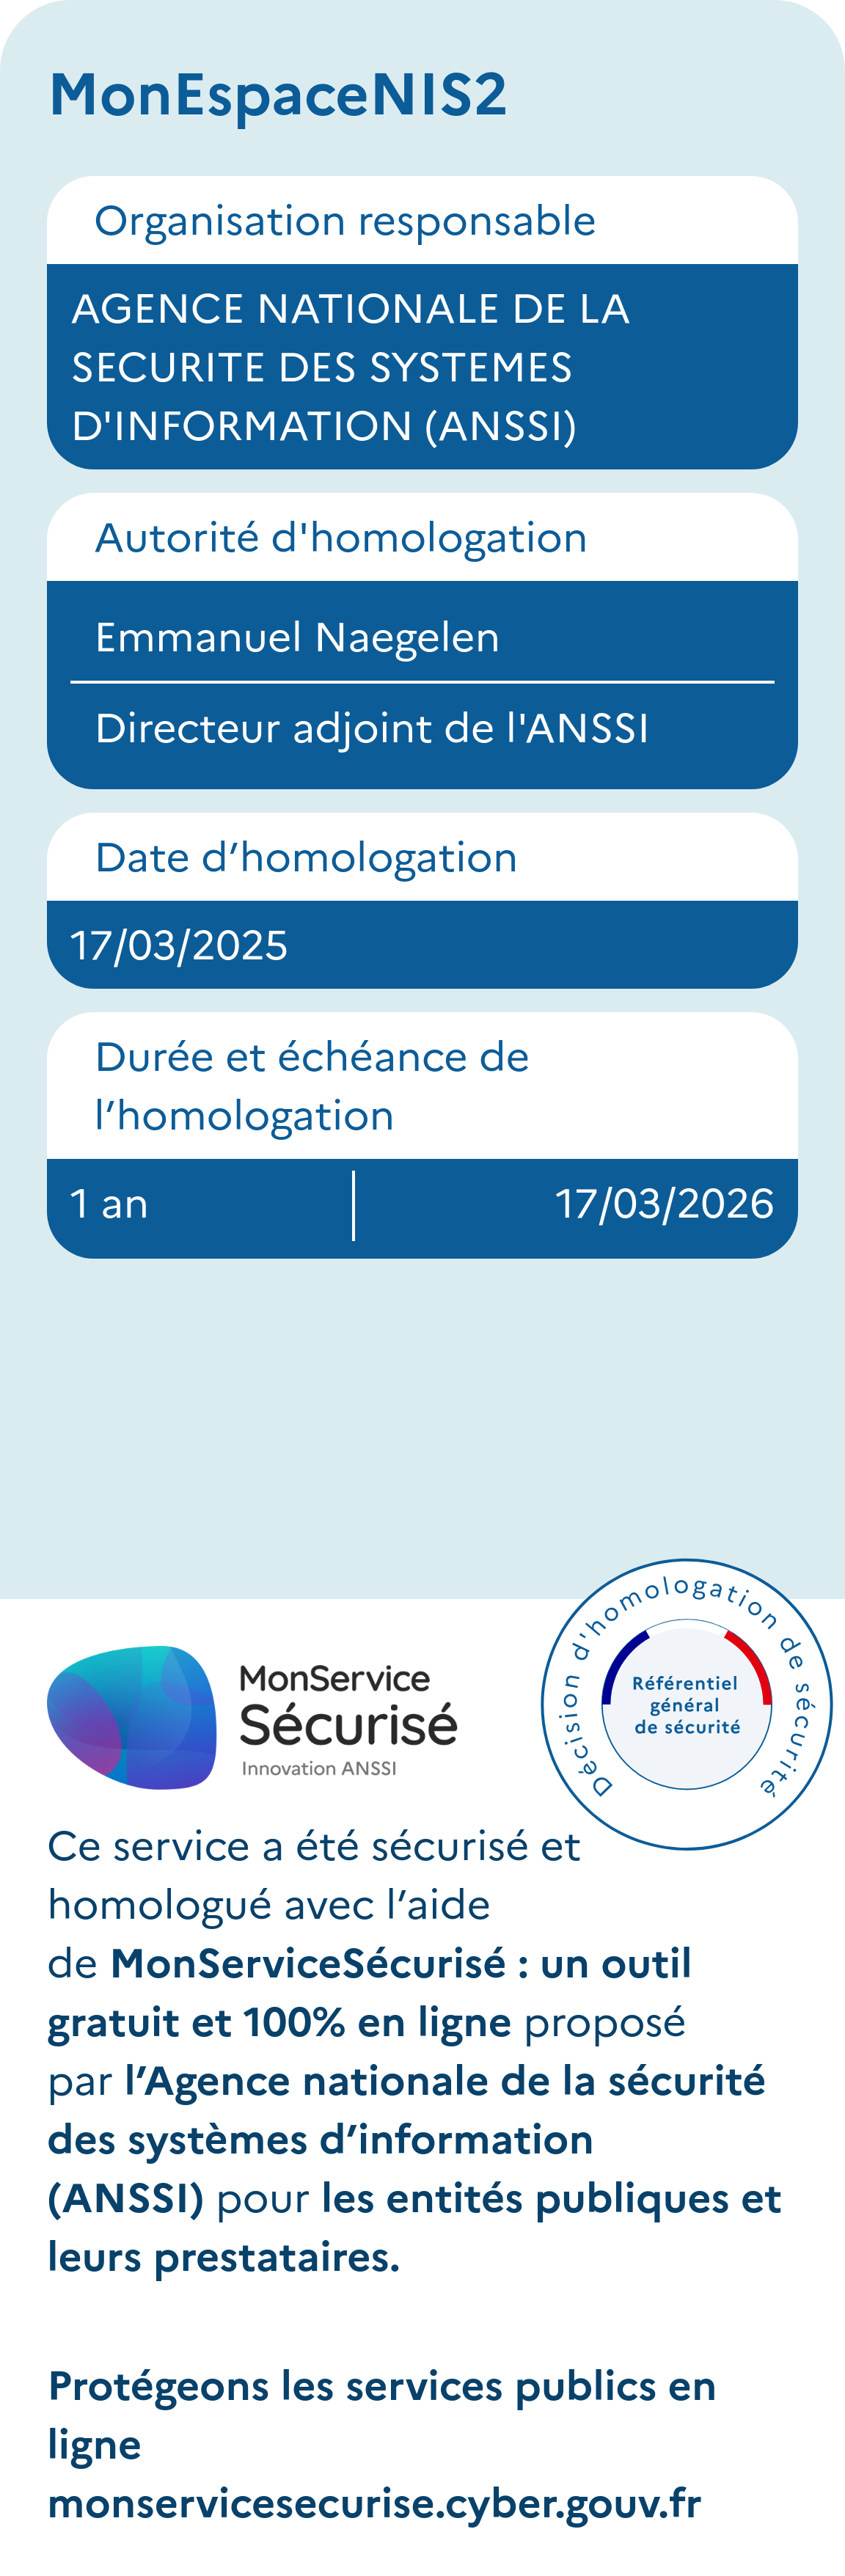 MonEspaceNIS2
Organisation responsable
AGENCE NATIONALE DE LA
SECURITE DES SYSTEMES
D'INFORMATION (ANSSI)
Autorité d'homologation
Emmanuel Naegelen
Directeur adjoint de l'ANSSI
Date d’homologation
17/03/2025
Durée et échéance de
l’homologation
1 an
17/03/2026
MonService
Sécurisé
Innovation ANSSI
Décision d'homologation de sécurité
Référentiel
général
de sécurité
Ce service a été sécurisé et
homologué avec l’aide
de MonServiceSécurisé : un outil
gratuit et 100% en ligne proposé
par l’Agence nationale de la sécurité
des systèmes d’information
(ANSSI) pour les entités publiques et
leurs prestataires.
Protégeons les services publics en
ligne
monservicesecurise.cyber.gouv.fr